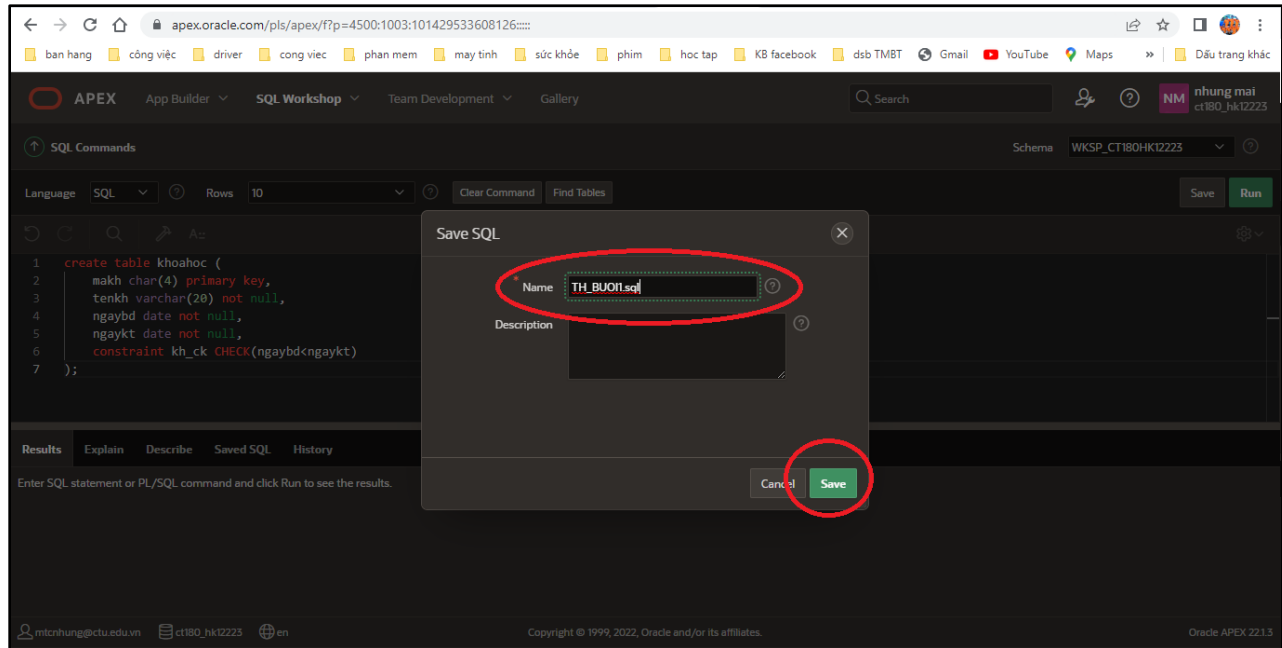 apex.oracle.com/pls/apex/f?p=4500:1003:101429533608126:::::
ban hang công việc driver cong viec phan mem may tinh sức khỏe phim hoc tap KB facebook dsb TMBT Gmail YouTube Maps » Dấu trang khác
APEX App Builder SQL Workshop Team Development Gallery Search NM nhung mai
ct180_hk12223
SQL Commands Schema WKSP_CT180HK12223
Language SQL Rows 10 Clear Command Find Tables Save Run
Save SQL
1 create table khoahoc (
2 makh char(4) primary key,
3 tenkh varchar(20) not null,
4 ngaybd date not null,
5 ngaykt date not null,
6 constraint kh_ck CHECK(ngaybd<ngaykt)
7 );
* Name TH_BUOI1.sql
Description
Cancel Save
Results Explain Describe Saved SQL History
Enter SQL statement or PL/SQL command and click Run to see the results.
mtcnhung@ctu.edu.vn ct180_hk12223 en Copyright © 1999, 2022, Oracle and/or its affiliates. Oracle APEX 22.1.3